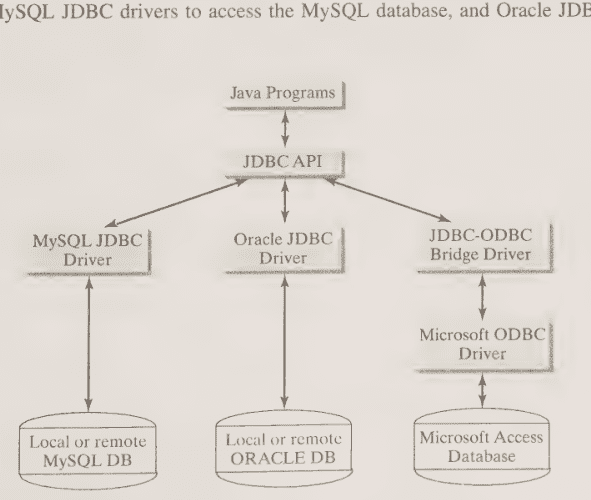 MySQL JDBC drivers to access the MySQL database, and Oracle JDB
Java Programs
JDBC API
MySQL JDBC
Driver
Oracle JDBC
Driver
JDBC-ODBC
Bridge Driver
Microsoft ODBC
Driver
Local or remote
MySQL DB
Local or remote
ORACLE DB
Microsoft Access
Database